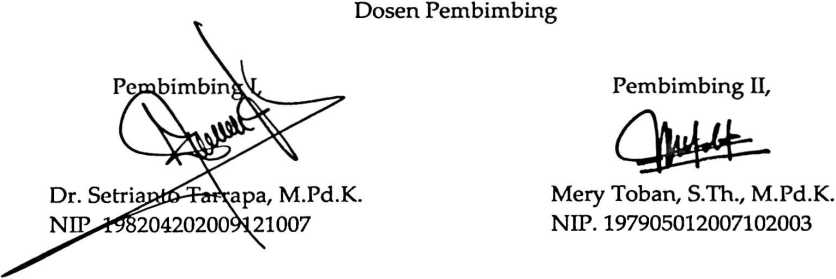 Dosen Pembimbing
Pembimbing I,
Pembimbing II,
Dr. Setrianto Tarrapa, M.Pd.K.
Mery Toban, S.Th., M.Pd.K.
NIP. 198204202009121007
NIP. 197905012007102003